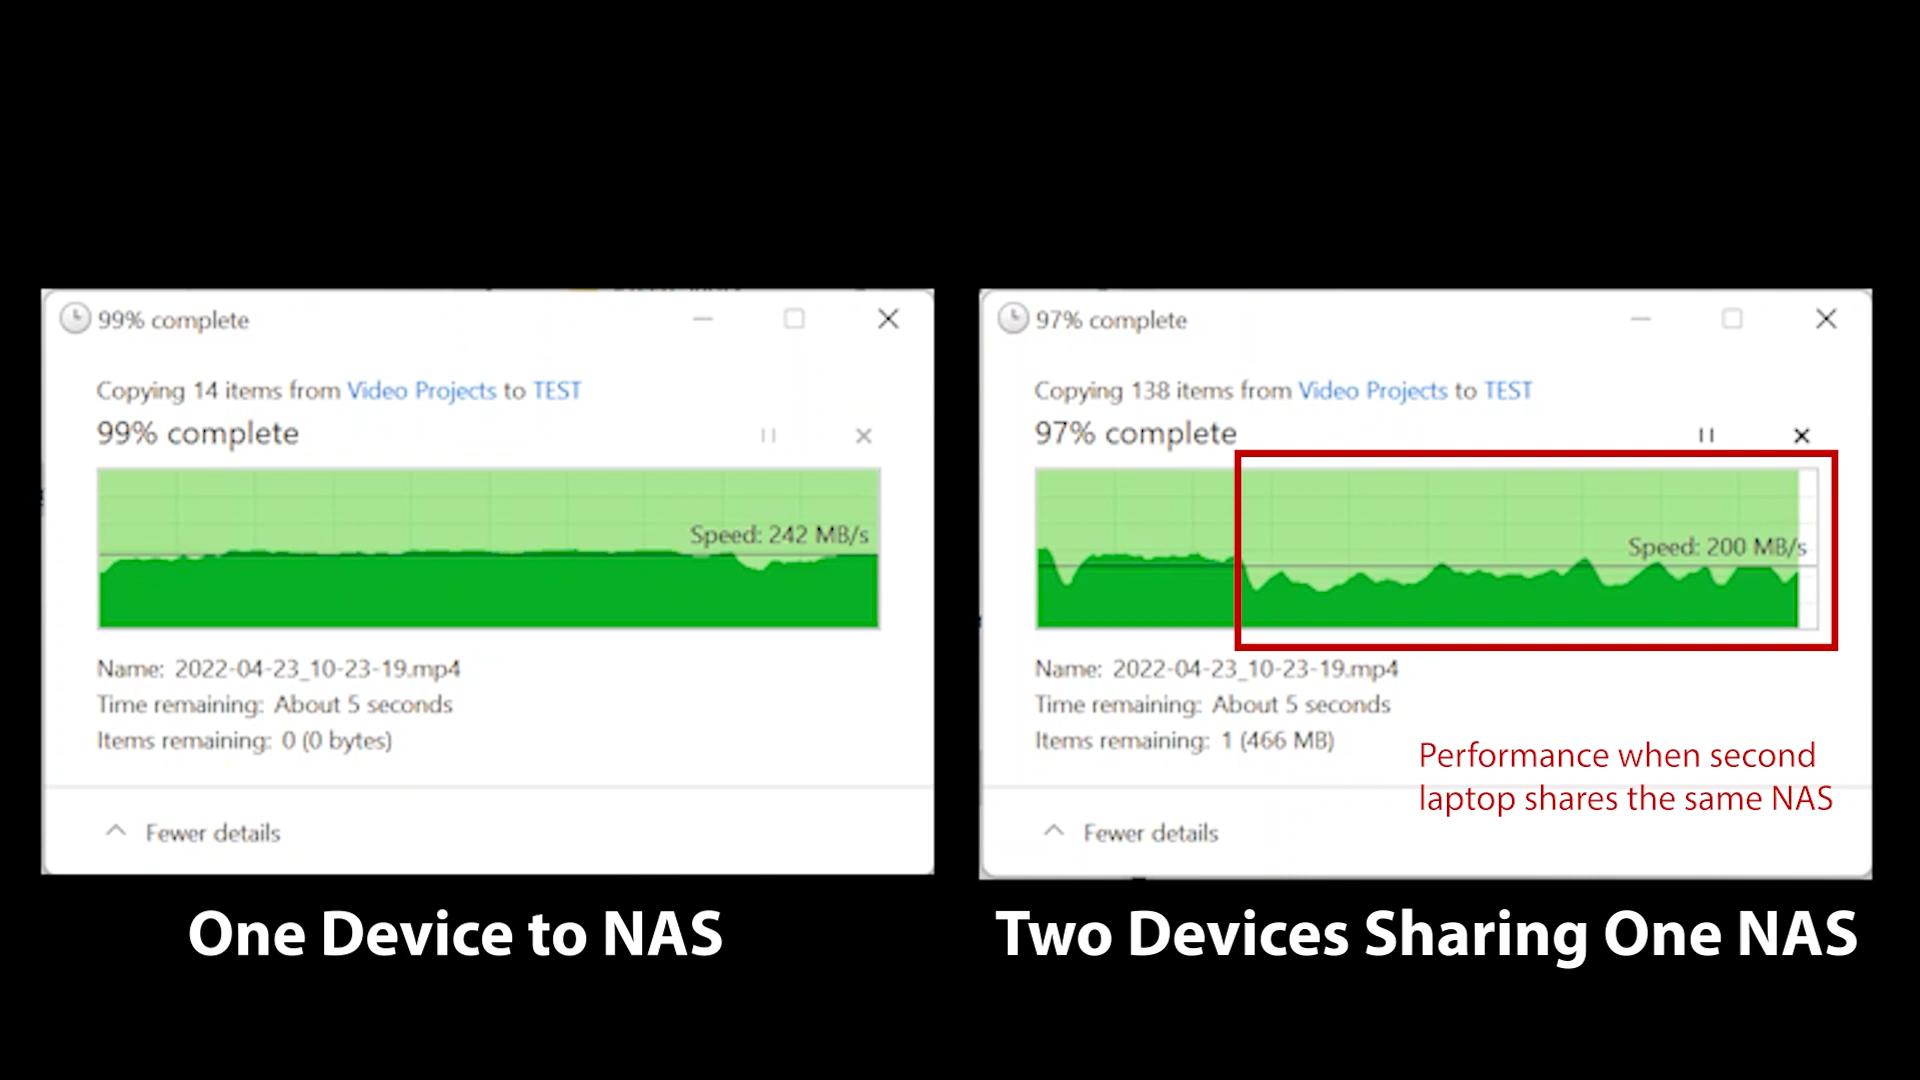 99% complete
Copying 14 items from Video Projects to TEST
99% complete
Speed: 242 MB/s
Name: 2022-04-23_10-23-19.mp4
Time remaining: About 5 seconds
Items remaining: 0 (0 bytes)
Fewer details
One Device to NAS
97% complete
Copying 138 items from Video Projects to TEST
97% complete
Speed: 200 MB/s
Name: 2022-04-23_10-23-19.mp4
Time remaining: About 5 seconds
Items remaining: 1 (466 MB)
Performance when second
laptop shares the same NAS
Fewer details
Two Devices Sharing One NAS